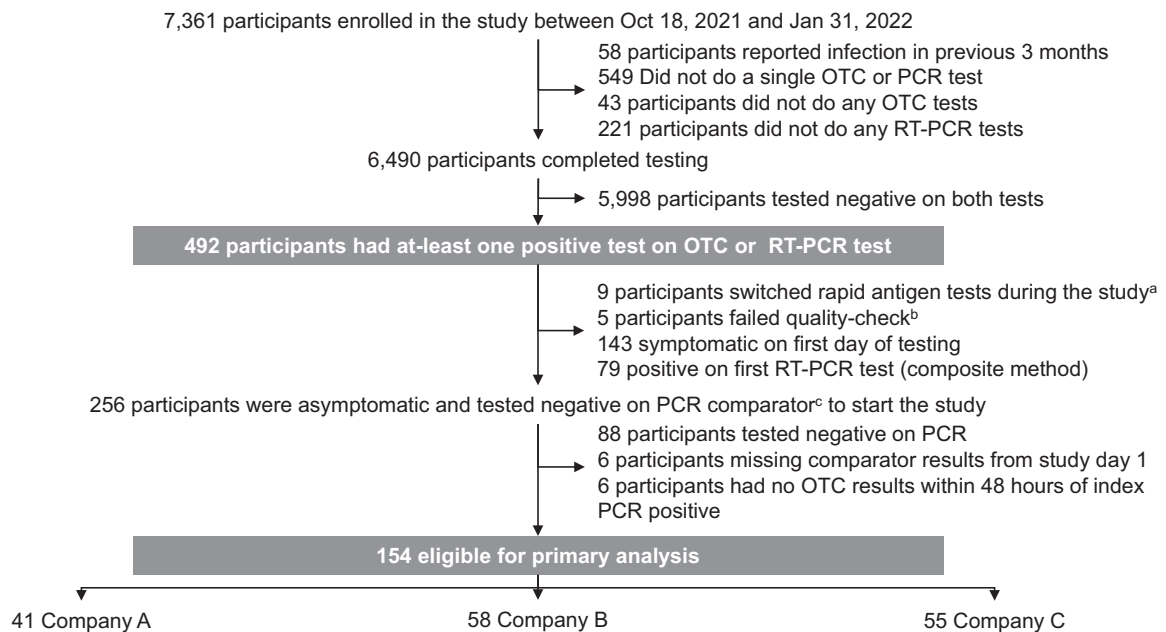 7,361 participants enrolled in the study between Oct 18, 2021 and Jan 31, 2022
58 participants reported infection in previous 3 months
549 Did not do a single OTC or PCR test
43 participants did not do any OTC tests
221 participants did not do any RT-PCR tests
6,490 participants completed testing
5,998 participants tested negative on both tests
492 participants had at-least one positive test on OTC or RT-PCR test
9 participants switched rapid antigen tests during the studyᵃ
5 participants failed quality-checkᵇ
143 symptomatic on first day of testing
79 positive on first RT-PCR test (composite method)
256 participants were asymptomatic and tested negative on PCR comparatorᶜ to start the study
88 participants tested negative on PCR
6 participants missing comparator results from study day 1
6 participants had no OTC results within 48 hours of index
PCR positive
154 eligible for primary analysis
41 Company A
58 Company B
55 Company C